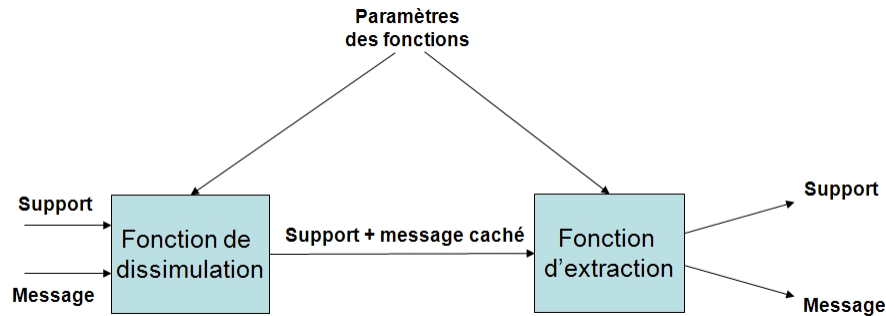 Paramètres
des fonctions
Support
Message
Fonction de
dissimulation
Support + message caché
Fonction
d’extraction
Support
Message